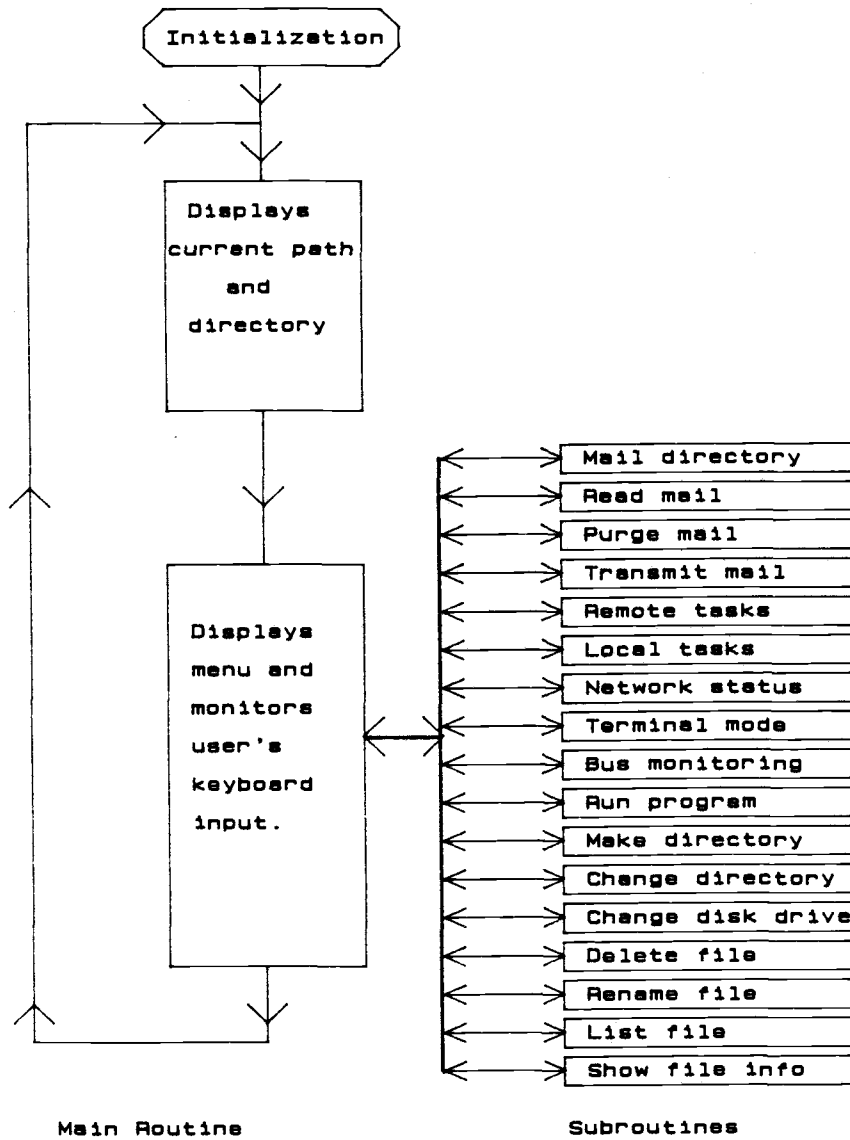 Initialization
Displays
current path
and
directory
Displays
menu and
monitors
user's
keyboard
input.
Mail directory
Read mail
Purge mail
Transmit mail
Remote tasks
Local tasks
Network status
Terminal mode
Bus monitoring
Run program
Make directory
Change directory
Change disk drive
Delete file
Rename file
List file
Show file info
Main Routine
Subroutines